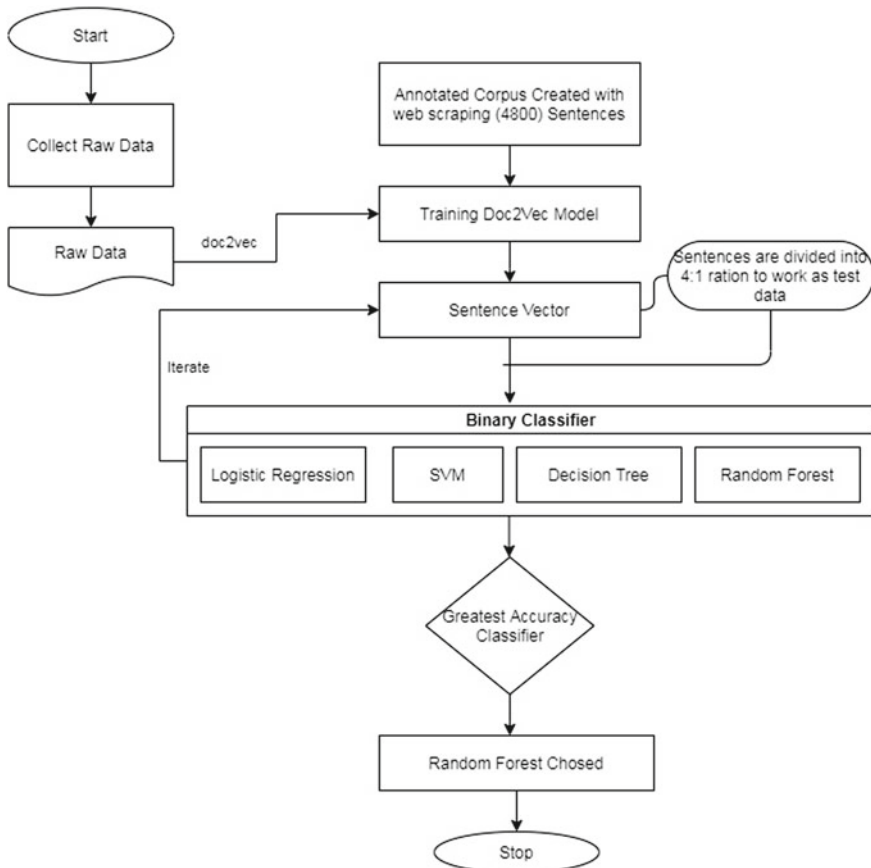 Start
Collect Raw Data
Raw Data
doc2vec
Annotated Corpus Created with
web scraping (4800) Sentences
Training Doc2Vec Model
Sentence Vector
Sentences are divided into
4:1 ration to work as test
data
Iterate
Binary Classifier
Logistic Regression
SVM
Decision Tree
Random Forest
Greatest Accuracy
Classifier
Random Forest Chosed
Stop